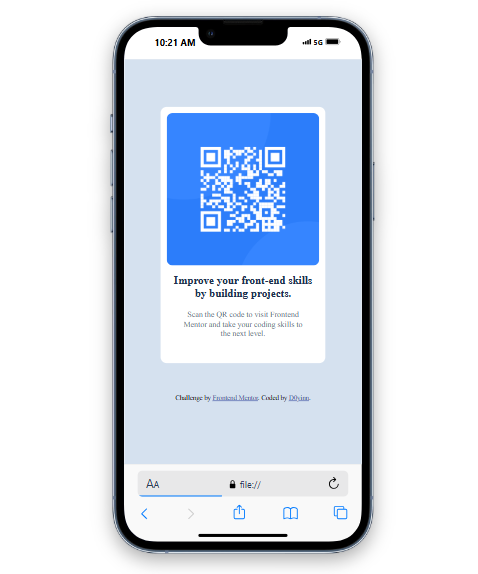 10:21 AM
5G
Improve your front-end skills
by building projects.
Scan the QR code to visit Frontend
Mentor and take your coding skills to
the next level.
Challenge by Frontend Mentor. Coded by D0yinn.
AA
file://